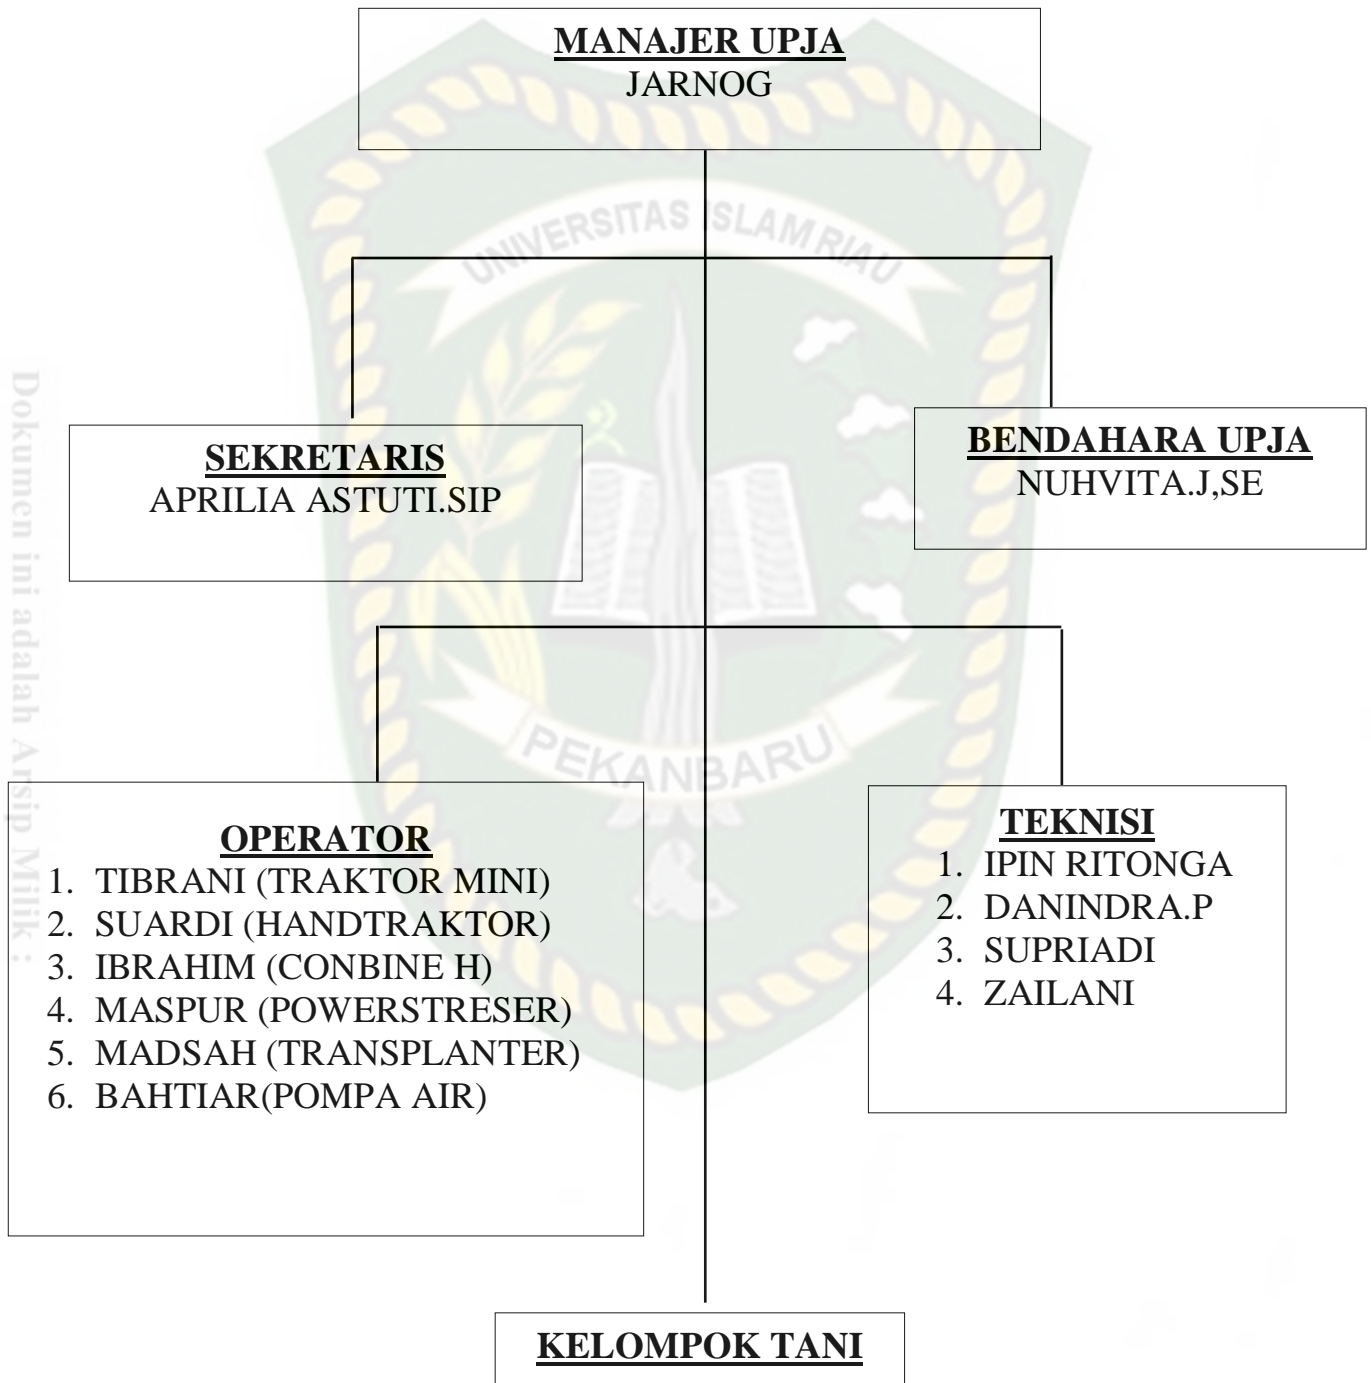 MANAJER UPJA
JARNOG
UNIVERSITAS ISLAM RIAU
SEKRETARIS
APRILIA ASTUTI.SIP
BENDAHARA UPJA
NUHVITA.J,SE
PEKANBARU
OPERATOR
1. TIBRANI (TRAKTOR MINI)
2. SUARDI (HANDTRAKTOR)
3. IBRAHIM (CONBINE H)
4. MASPUR (POWERSTRESER)
5. MADSAH (TRANSPLANTER)
6. BAHTIAR(POMPA AIR)
TEKNISI
1. IPIN RITONGA
2. DANINDRA.P
3. SUPRIADI
4. ZAILANI
KELOMPOK TANI
Dokumen ini adalah Arsip Milik :